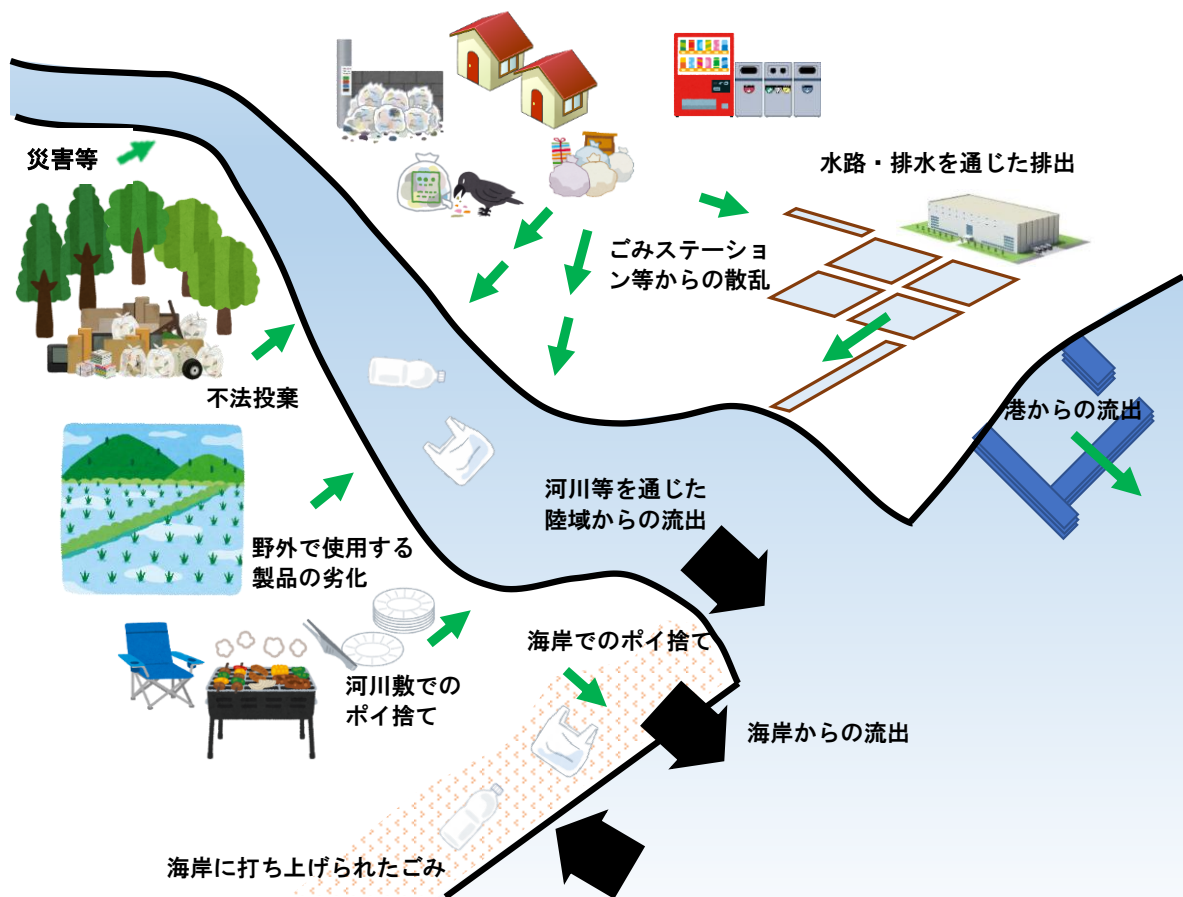 災害等
水路・排水を通じた排出
ごみステーショ
ン等からの散乱
不法投棄
港からの流出
河川等を通じた
陸域からの流出
野外で使用する
製品の劣化
海岸でのポイ捨て
河川敷での
ポイ捨て
海岸からの流出
海岸に打ち上げられたごみ